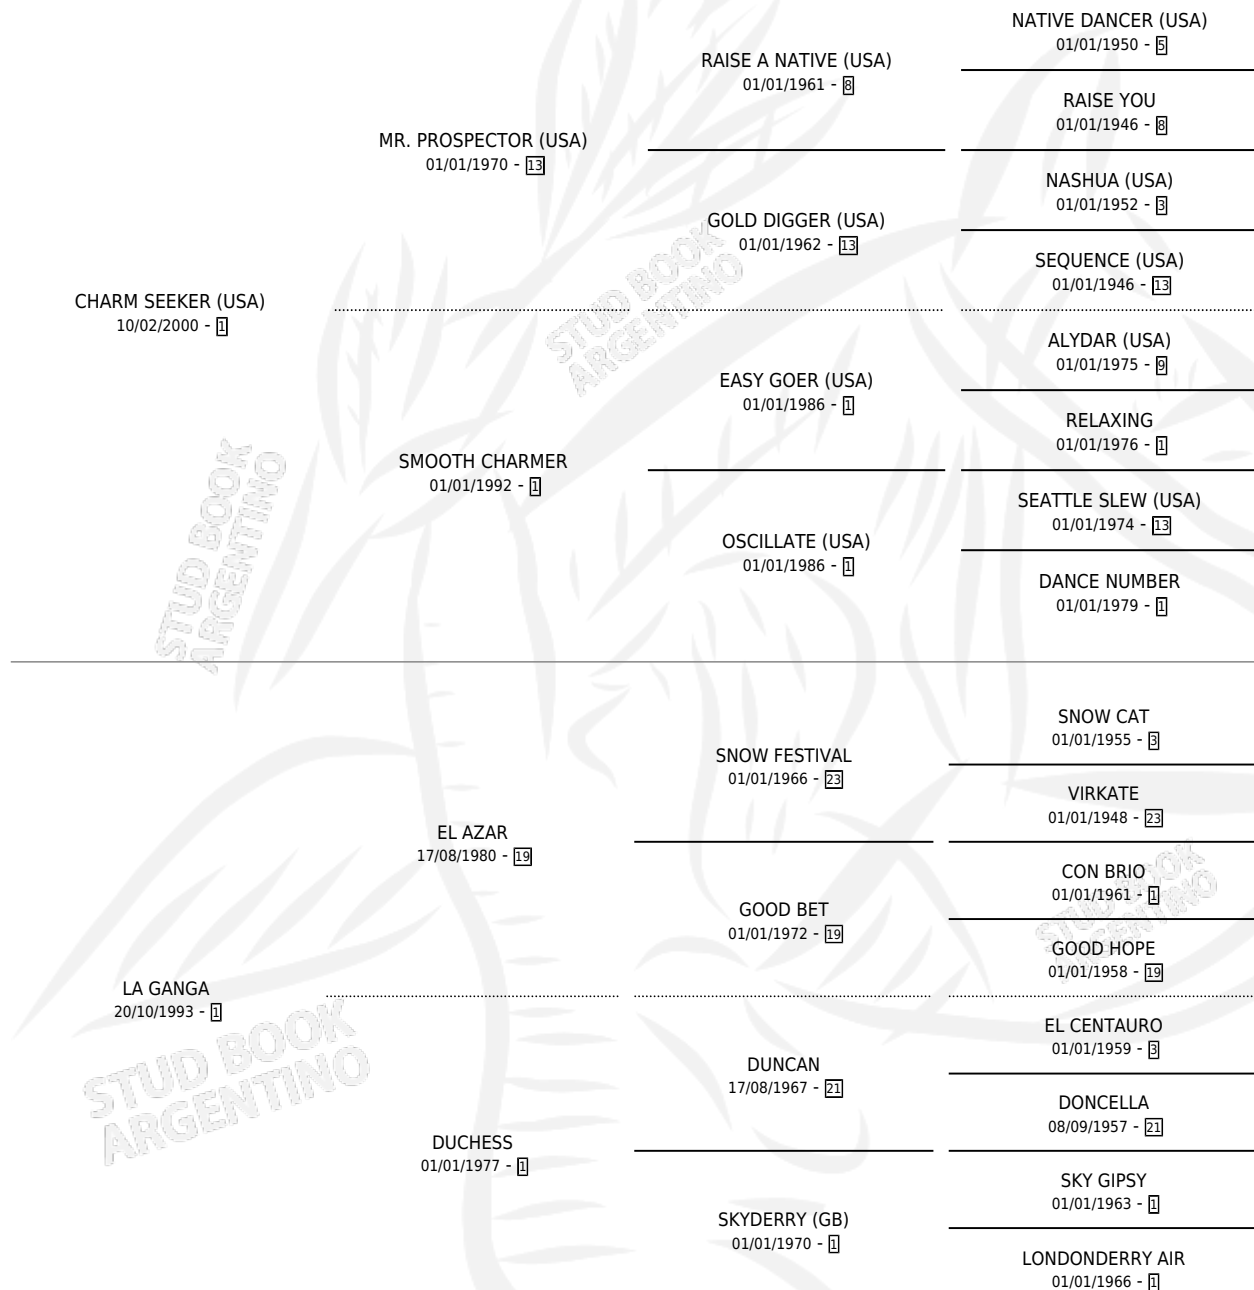 NATIVE DANCER (USA)
01/01/1950 - 5
RAISE A NATIVE (USA)
01/01/1961 - 8
RAISE YOU
01/01/1946 - 8
MR. PROSPECTOR (USA)
01/01/1970 - 13
NASHUA (USA)
01/01/1952 - 3
GOLD DIGGER (USA)
01/01/1962 - 13
SEQUENCE (USA)
01/01/1946 - 13
CHARM SEEKER (USA)
10/02/2000 - 1
STUD BOOK
ARGENTINO
ALYDAR (USA)
01/01/1975 - 9
EASY GOER (USA)
01/01/1986 - 1
RELAXING
01/01/1976 - 1
SMOOTH CHARMER
01/01/1992 - 1
SEATTLE SLEW (USA)
01/01/1974 - 13
OSCILLATE (USA)
01/01/1986 - 1
DANCE NUMBER
01/01/1979 - 1
STUD BOOK
ARGENTINO
SNOW CAT
01/01/1955 - 3
SNOW FESTIVAL
01/01/1966 - 23
VIRKATE
01/01/1948 - 23
EL AZAR
17/08/1980 - 19
CON BRIO
01/01/1961 - 1
GOOD BET
01/01/1972 - 19
STUD BOOK
ARGENTINO
GOOD HOPE
01/01/1958 - 19
LA GANGA
20/10/1993 - 1
EL CENTAURO
01/01/1959 - 3
DUNCAN
17/08/1967 - 21
STUD BOOK
ARGENTINO
DONCELLA
08/09/1957 - 21
DUCHESS
01/01/1977 - 1
SKY GIPSY
01/01/1963 - 1
SKYDERRY (GB)
01/01/1970 - 1
LONDONDERRY AIR
01/01/1966 - 1